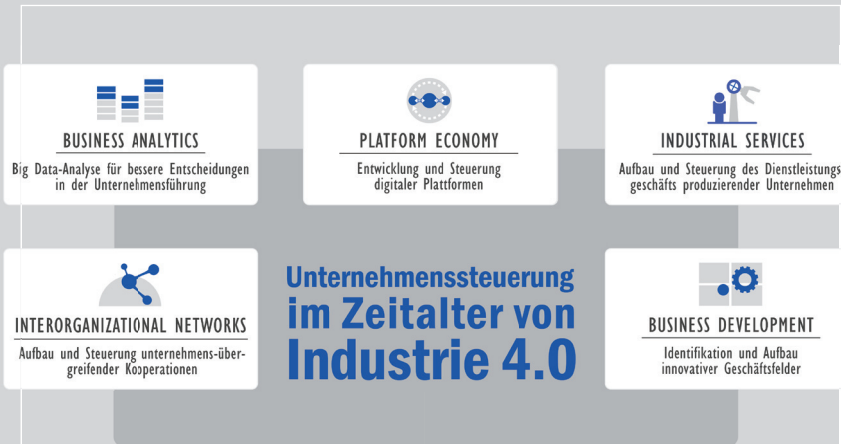 BUSINESS ANALYTICS
Big Data-Analyse für bessere Entscheidungen
in der Unternehmensführung
PLATFORM ECONOMY
Entwicklung und Steuerung
digitaler Plattformen
INDUSTRIAL SERVICES
Aufbau und Steuerung des Dienstleistungs
geschäfts produzierender Unternehmen
INTERORGANIZATIONAL NETWORKS
Aufbau und Steuerung unternehmens-über-
greifender Kooperationen
Unternehmenssteuerung
im Zeitalter von
Industrie 4.0
BUSINESS DEVELOPMENT
Identifikation und Aufbau
innovativer Geschäftsfelder